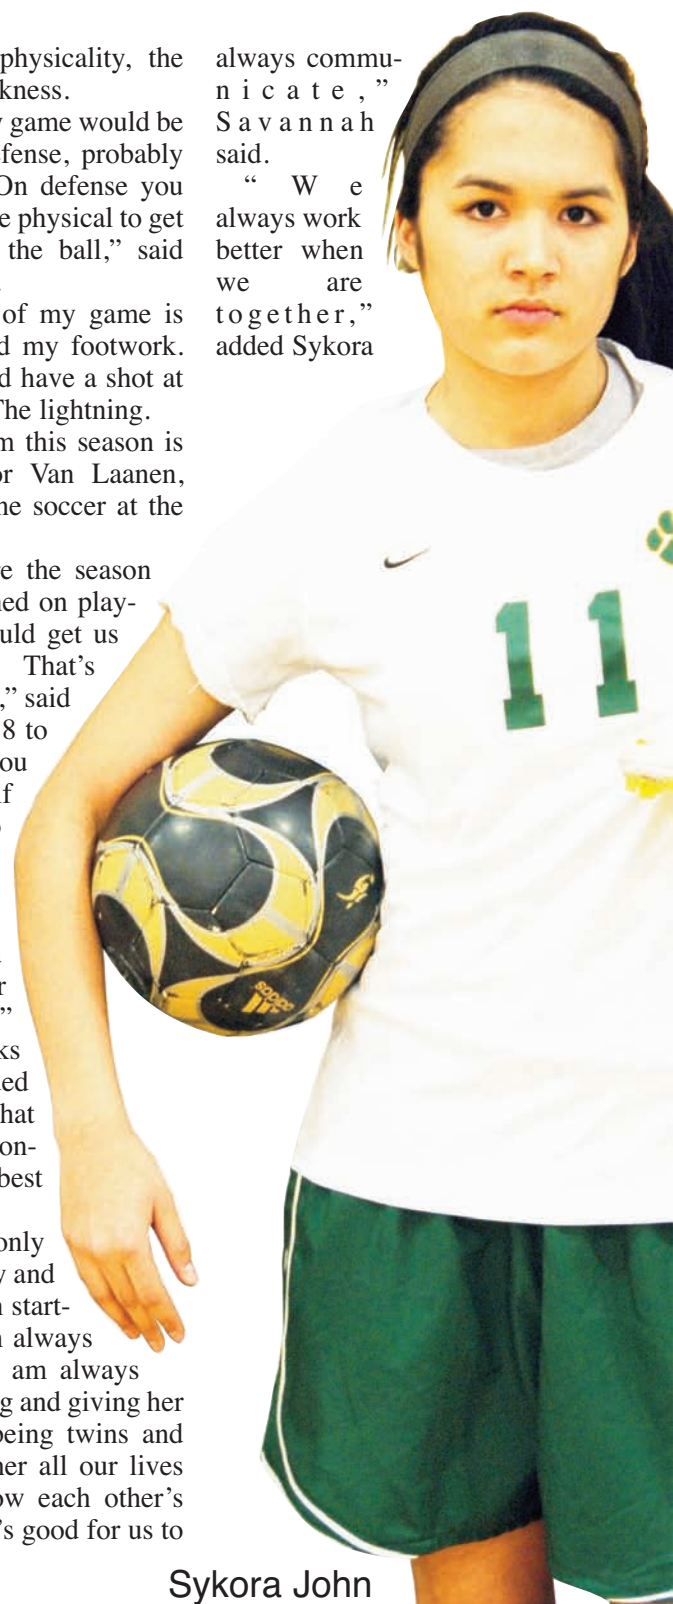 physicality, the
kness.
game would be
fense, probably
On defense you
e physical to get
the ball,” said
of my game is
d my footwork.
d have a shot at
The lightning.
m this season is
or Van Laanen,
ne soccer at the
re the season
ned on play-
uld get us
That’s
,” said
8 to
ou
if
r
”
ks
ed
hat
on-
best
only
y and
n start-
n always
am always
g and giving her
being twins and
her all our lives
ow each other’s
’s good for us to
always commu-
nicate,”
Savannah
said.
“We
always work
better when
we are
together,”
added Sykora
11
adidas
Sykora John